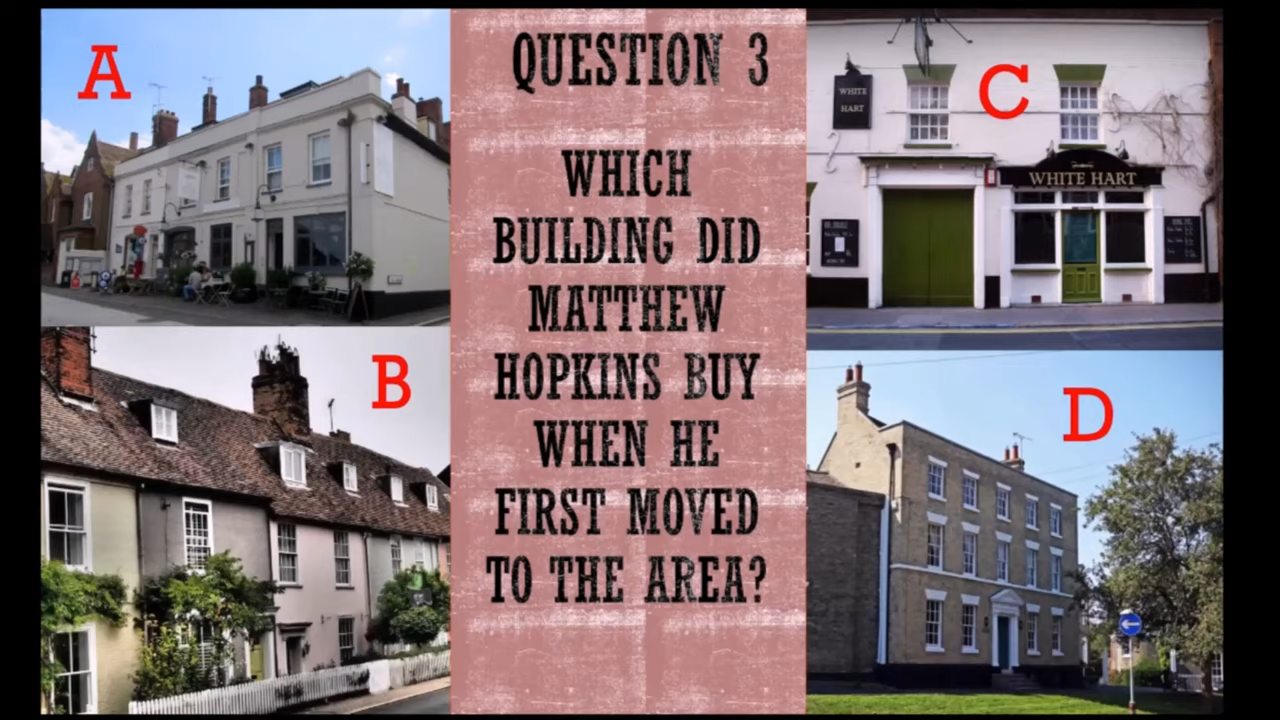 A
B
QUESTION 3
WHICH
BUILDING DID
MATTHEW
HOPKINS BUY
WHEN HE
FIRST MOVED
TO THE AREA?
C
WHITE
HART
WHITE HART
D